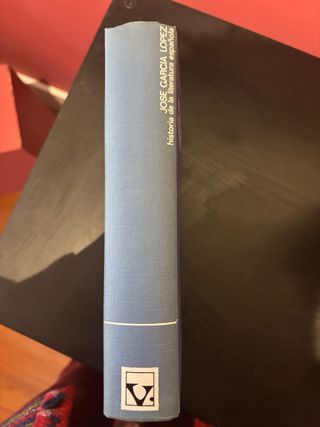 JOSE GARCIA LOPEZ
historia de la literatura española
V